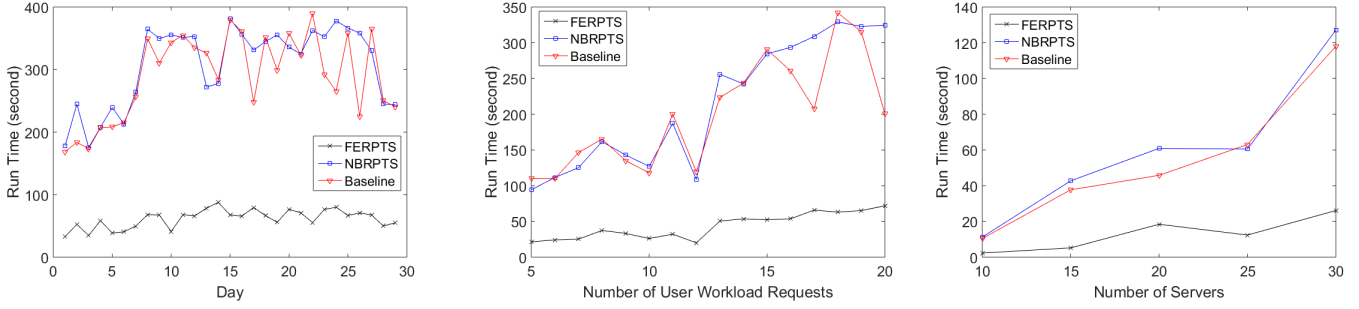 Run Time (second)
400
300
200
100
0
0
5
10
15
20
25
30
Day
FERPTS
NBRPTS
Baseline
Run Time (second)
350
300
250
200
150
100
50
0
5
10
15
20
Number of User Workload Requests
FERPTS
NBRPTS
Baseline
Run Time (second)
140
120
100
80
60
40
20
0
10
15
20
25
30
Number of Servers
FERPTS
NBRPTS
Baseline